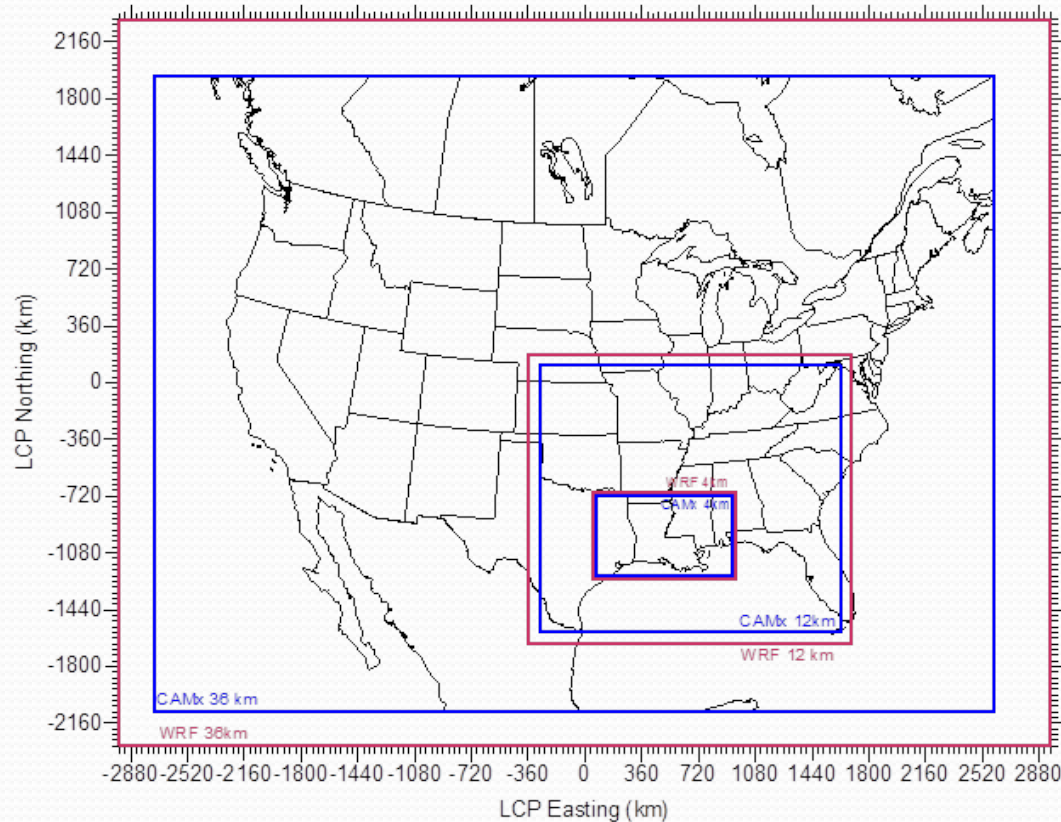 2160
1800
1440
1080
720
360
0
-360
-720
-1080
-1440
-1800
-2160
LCP Northing (km)
WRF 4km
CAMx 4km
CAMx 12km
WRF 12 km
CAMx 36 km
WRF 36km
-2880 -2520 -2160 -1800 -1440 -1080 -720 -360 0 360 720 1080 1440 1800 2160 2520 2880
LCP Easting (km)